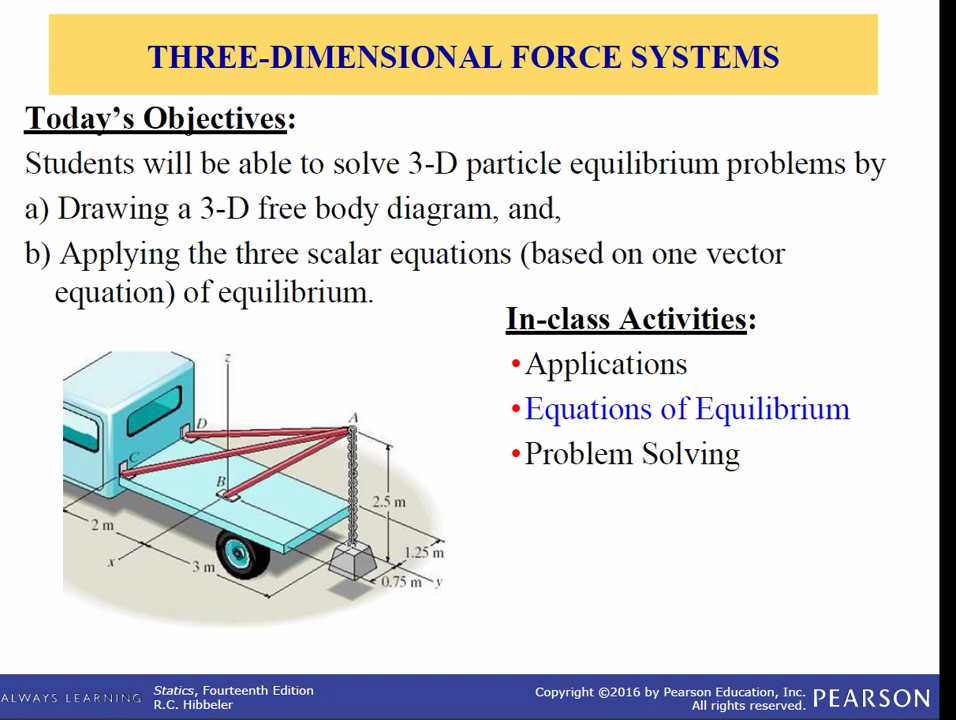 THREE-DIMENSIONAL FORCE SYSTEMS
Today’s Objectives:
Students will be able to solve 3-D particle equilibrium problems by
a) Drawing a 3-D free body diagram, and,
b) Applying the three scalar equations (based on one vector
equation) of equilibrium.
In-class Activities:
•Applications
•Equations of Equilibrium
•Problem Solving
z
D
A
C
B
2.5 m
2 m
1.25 m
x
3 m
0.75 m
y
ALWAYS LEARNING
Statics, Fourteenth Edition
R.C. Hibbeler
Copyright ©2016 by Pearson Education, Inc.
All rights reserved.
PEARSON